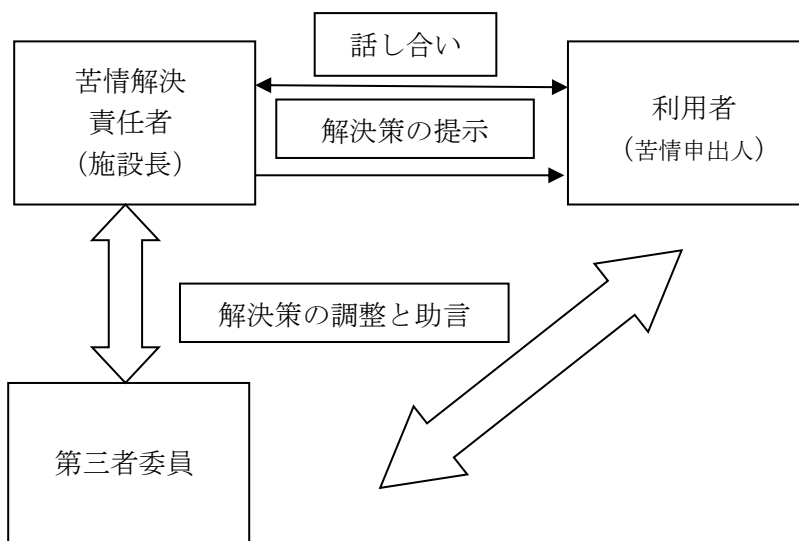 話し合い
苦情解決
責任者
（施設長）
解決策の提示
利用者
（苦情申出人）
解決策の調整と助言
第三者委員